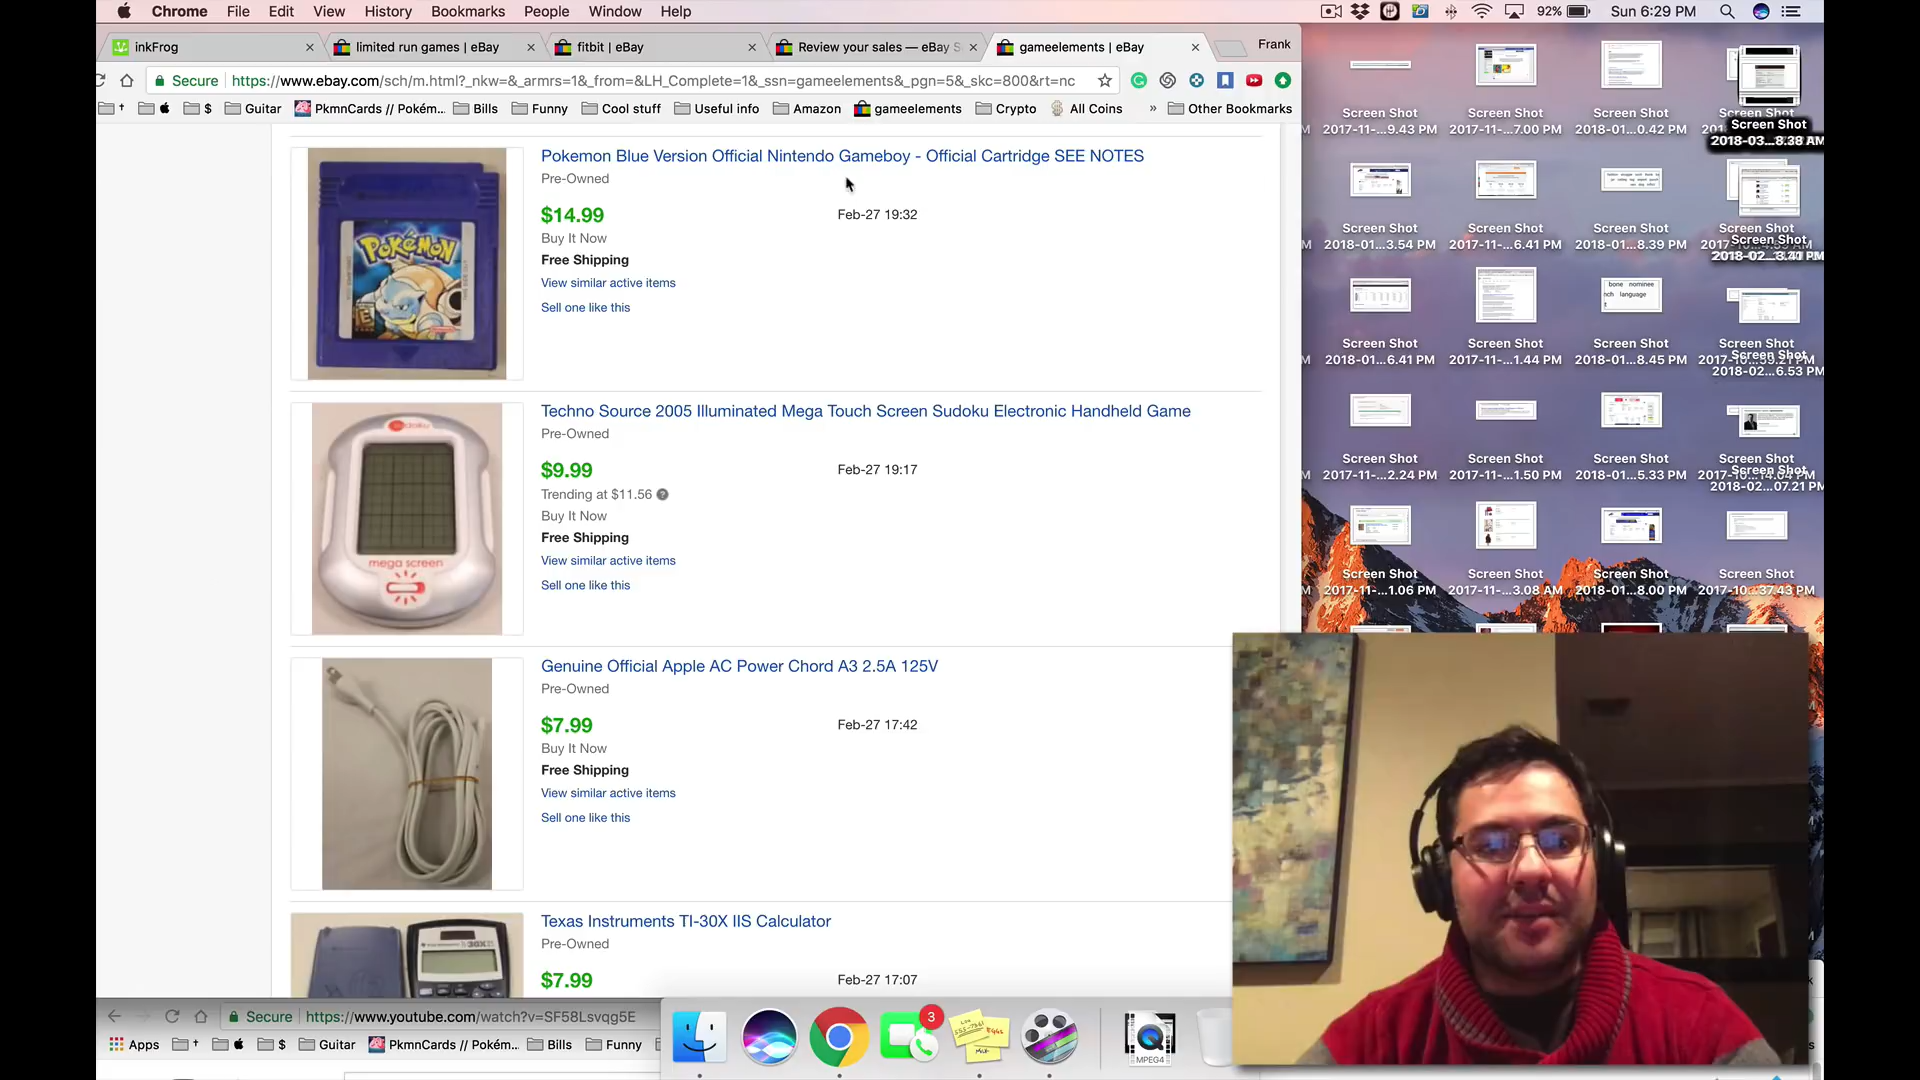 Chrome File Edit View History Bookmarks People Window Help
92% Sun 6:29 PM
inkFrog
limited run games | eBay
fitbit | eBay
Review your sales — eBay S
gameelements | eBay
Frank
Secure https://www.ebay.com/sch/m.html?_nkw=&_armrs=1&_from=&LH_Complete=1&_ssn=gameelements&_pgn=5&_skc=800&rt=nc
$ Guitar PkmnCards // Pokém... Bills Funny Cool stuff Useful info Amazon gameelements Crypto All Coins » Other Bookmarks
Pokemon Blue Version Official Nintendo Gameboy - Official Cartridge SEE NOTES
Pre-Owned
$14.99 Feb-27 19:32
Buy It Now
Free Shipping
View similar active items
Sell one like this
POKéMON
Techno Source 2005 Illuminated Mega Touch Screen Sudoku Electronic Handheld Game
Pre-Owned
$9.99 Feb-27 19:17
Trending at $11.56
Buy It Now
Free Shipping
View similar active items
Sell one like this
mega screen
Genuine Official Apple AC Power Chord A3 2.5A 125V
Pre-Owned
$7.99 Feb-27 17:42
Buy It Now
Free Shipping
View similar active items
Sell one like this
Texas Instruments TI-30X IIS Calculator
Pre-Owned
$7.99 Feb-27 17:07
Screen Shot Screen Shot Screen Shot Screen Shot
2017-11-...9.43 PM 2017-11-...7.00 PM 2018-01...0.42 PM 2018-03...8.38 AM
Screen Shot Screen Shot Screen Shot Screen Shot
2018-01...3.54 PM 2017-11-...6.41 PM 2018-01...8.39 PM
bone nominee
language
Screen Shot Screen Shot Screen Shot Screen Shot
2018-01...6.41 PM 2017-11-...1.44 PM 2018-01...8.45 PM 2018-02...6.53 PM
Screen Shot Screen Shot Screen Shot Screen Shot
2017-11-...2.24 PM 2017-11-...1.50 PM 2018-01...5.33 PM 2018-02...07.21 PM
Screen Shot Screen Shot Screen Shot Screen Shot
2017-11-...1.06 PM 2017-11-...3.08 AM 2018-01...8.00 PM 2017-10...37.43 PM
Secure https://www.youtube.com/watch?v=SF58Lsvqg5E
Apps $ Guitar PkmnCards // Pokém... Bills Funny
3
EGGS
MILK
MPEG4